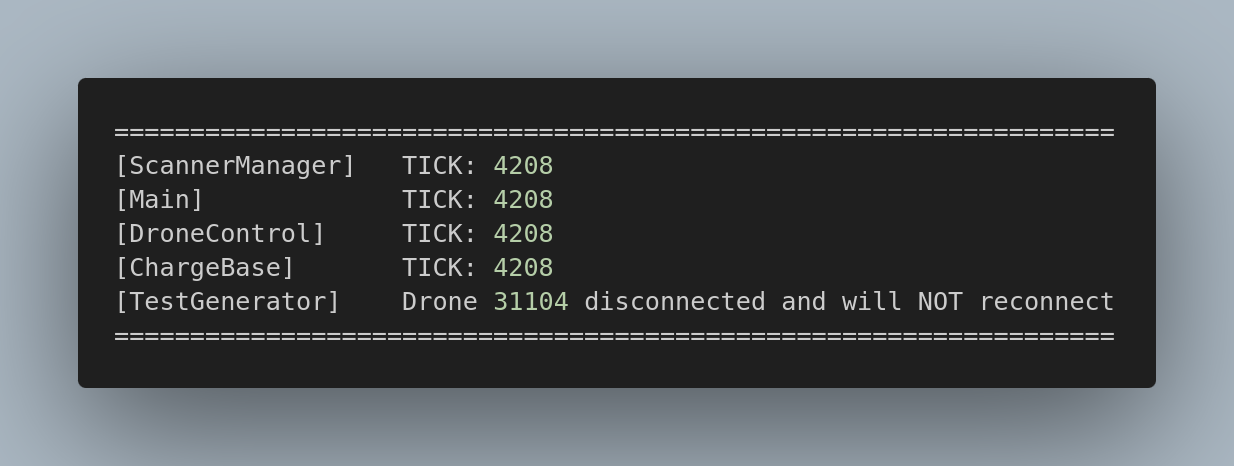 ==================================================================
[ScannerManager]   TICK: 4208
[Main]             TICK: 4208
[DroneControl]     TICK: 4208
[ChargeBase]       TICK: 4208
[TestGenerator]    Drone 31104 disconnected and will NOT reconnect
==================================================================